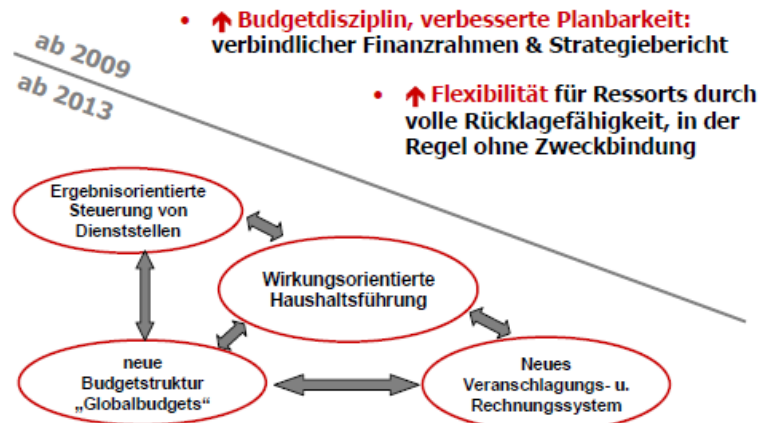 • ↑ Budgetdisziplin, verbesserte Planbarkeit:
verbindlicher Finanzrahmen & Strategiebericht
ab 2009
ab 2013
• ↑ Flexibilität für Ressorts durch
volle Rücklagefähigkeit, in der
Regel ohne Zweckbindung
Ergebnisorientierte
Steuerung von
Dienststellen
Wirkungsorientierte
Haushaltsführung
neue
Budgetstruktur
„Globalbudgets“
Neues
Veranschlagungs- u.
Rechnungssystem